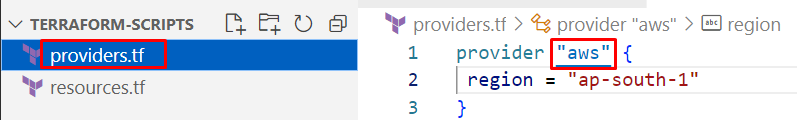 TERRAFORM-SCRIPTS
providers.tf
resources.tf
providers.tf > provider "aws" > abc region
1 provider "aws" {
2 region = "ap-south-1"
3 }